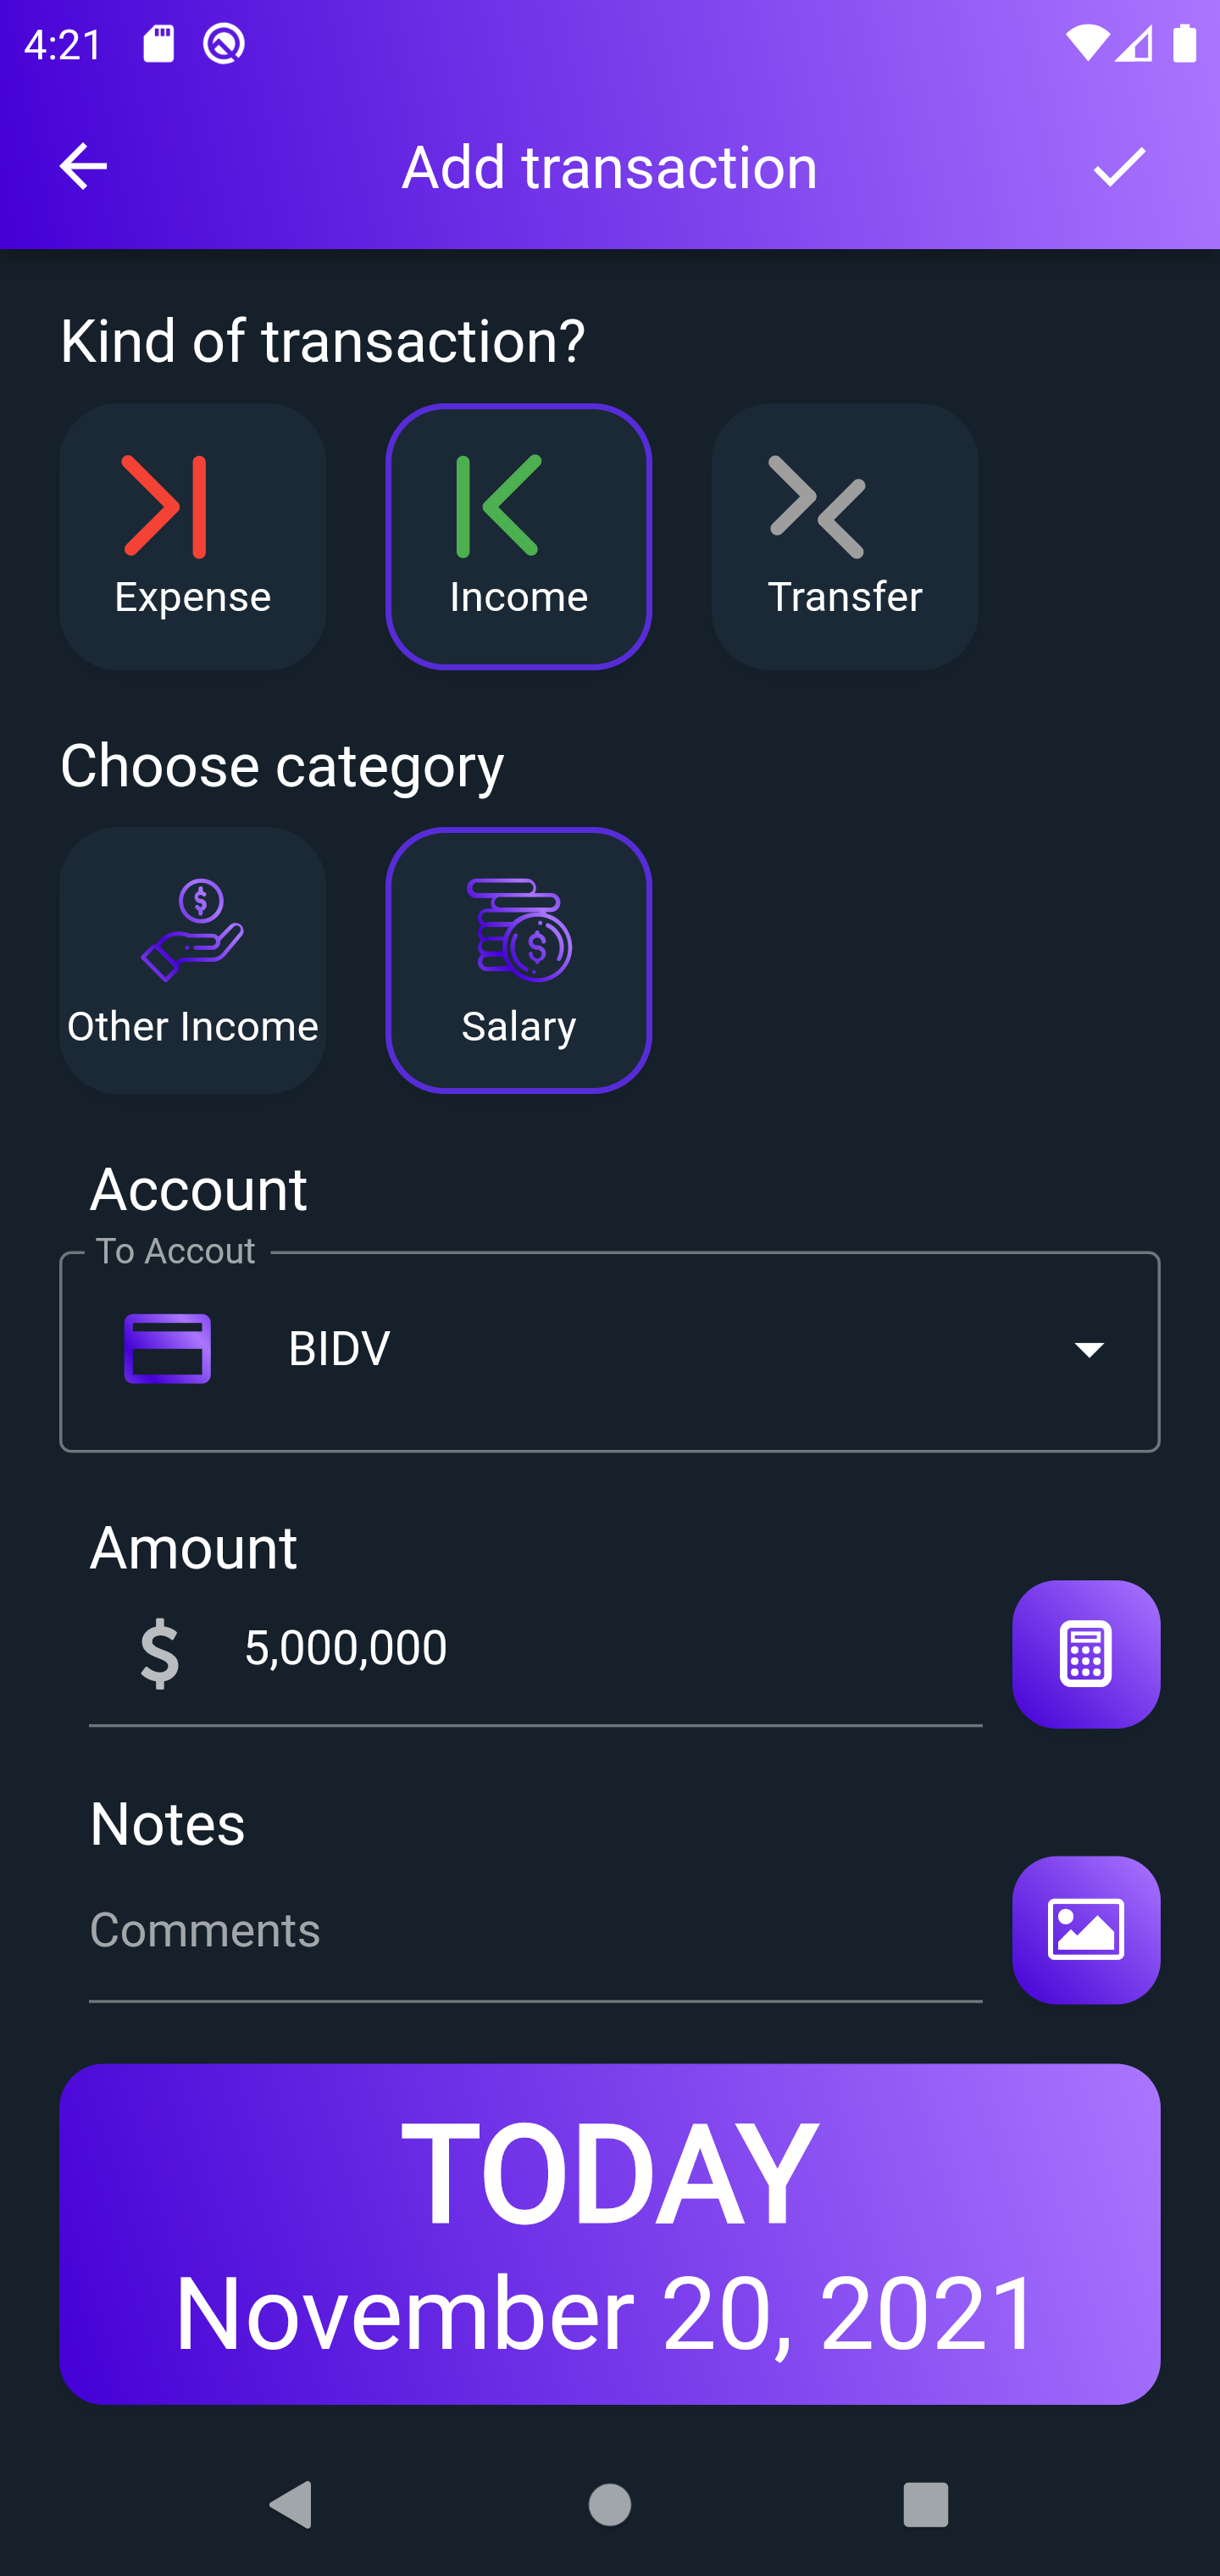 4:21
Add transaction
Kind of transaction?
Expense Income Transfer
Choose category
Other Income Salary
Account
To Accout
BIDV
Amount
$ 5,000,000
Notes
Comments
TODAY
November 20, 2021